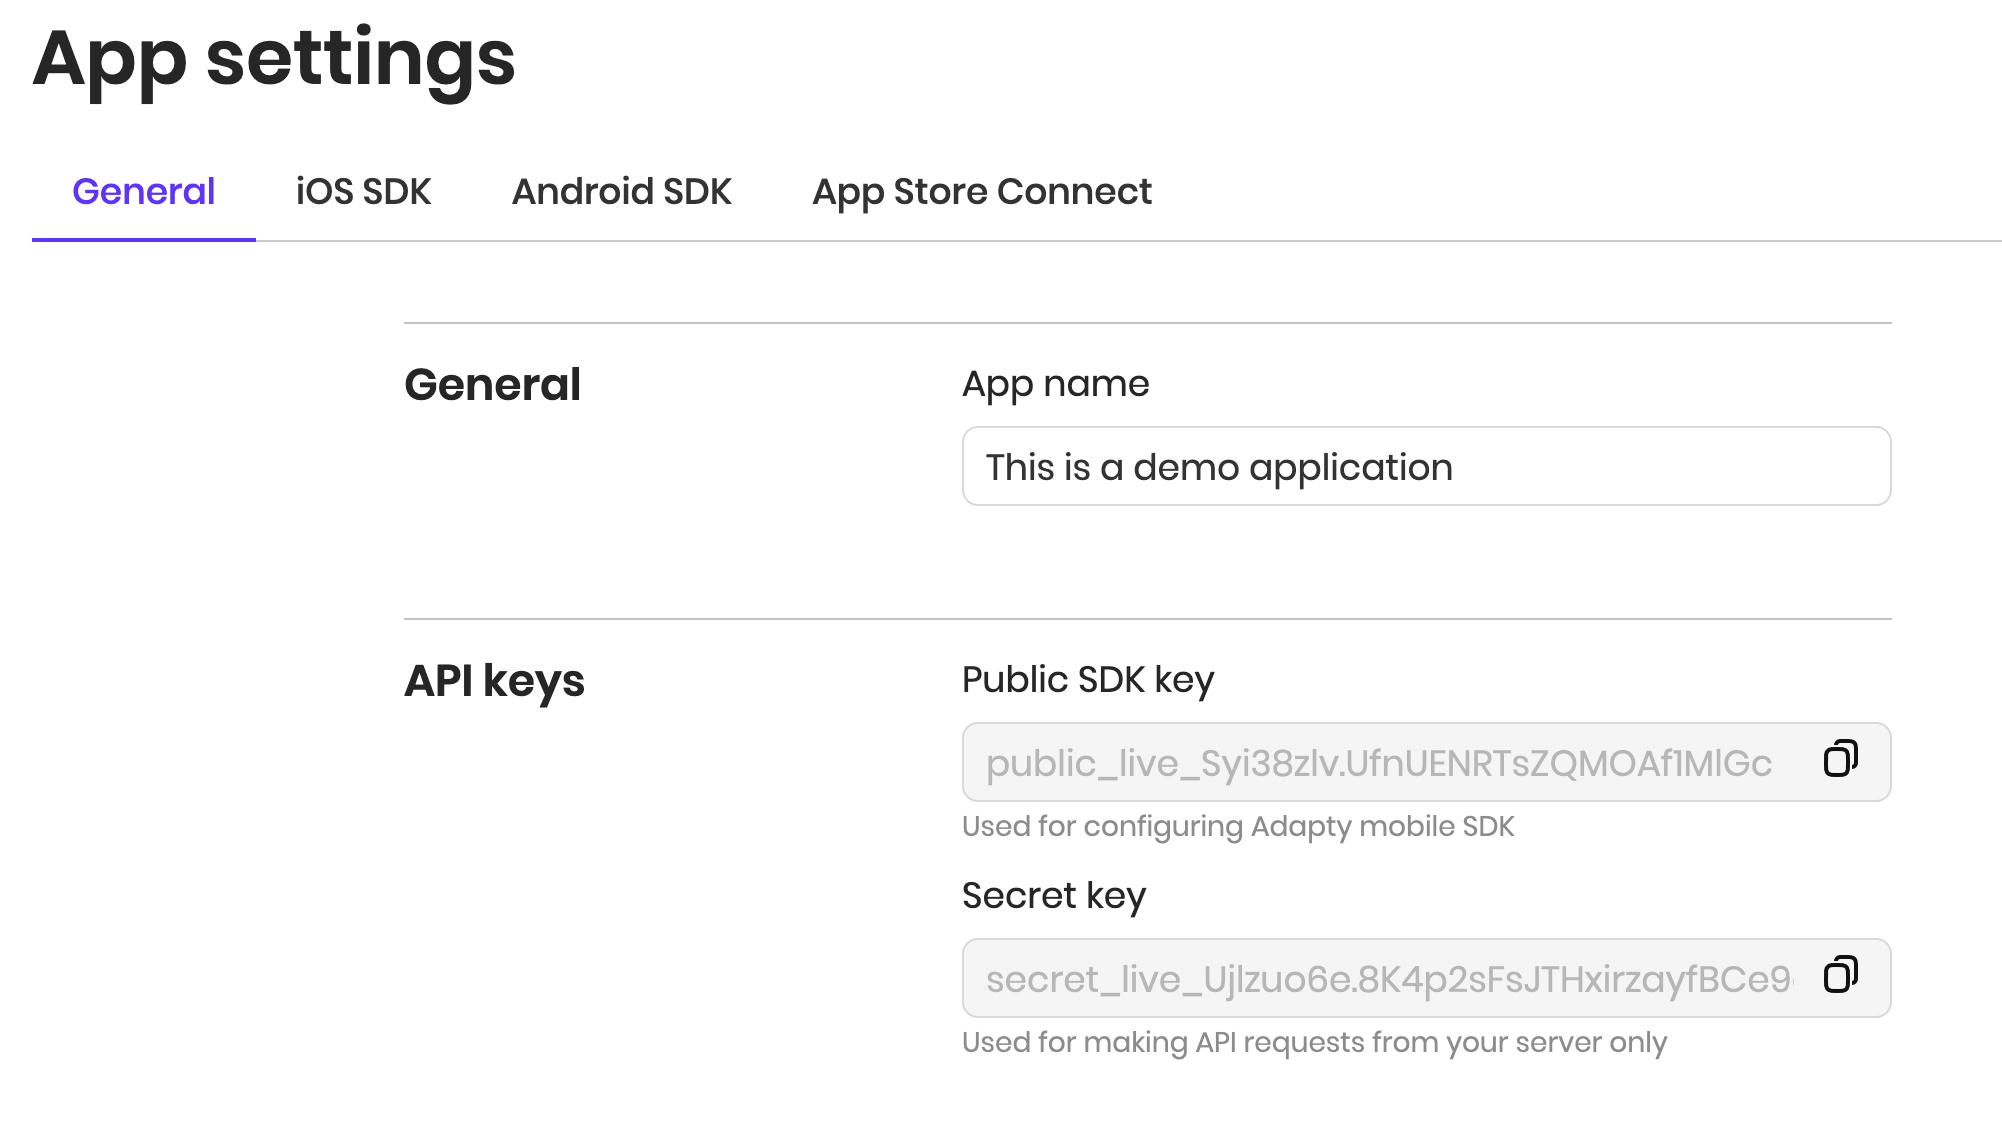 App settings
General iOS SDK Android SDK App Store Connect
General
App name
This is a demo application
API keys
Public SDK key
public_live_Syi38zlv.UfnUENRTsZQMOAf1MlGc
Used for configuring Adapty mobile SDK
Secret key
secret_live_Ujlzuo6e.8K4p2sFsJTHxirzayfBCe9
Used for making API requests from your server only